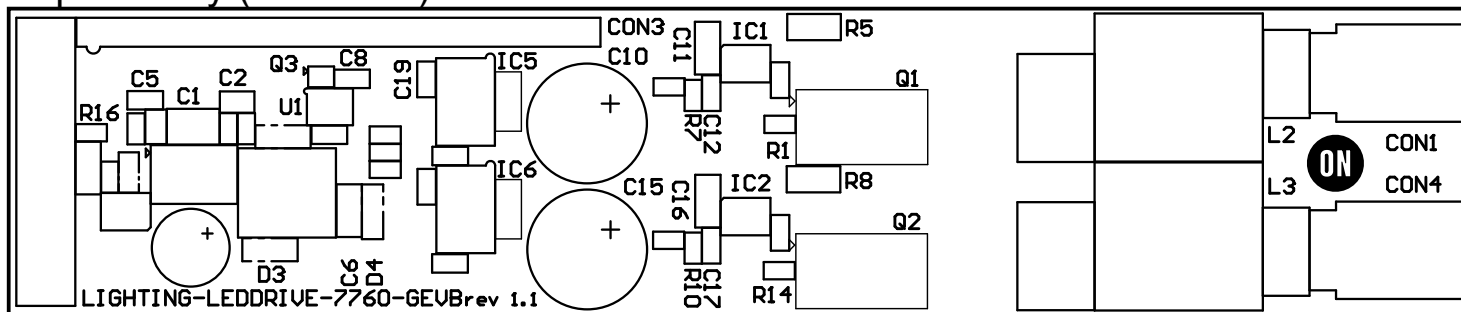 CON3
R5
IC1
C11
Q3
C8
C19
IC5
C10
C5
C2
Q1
C1
U1
R16
R7
C12
R1
L2
CON1
ON
IC6
C15
C16
IC2
R8
L3
CON4
Q2
D3
C6
D4
R10
C17
R14
LIGHTING-LEDDRIVE-7760-GEVBrev 1.1